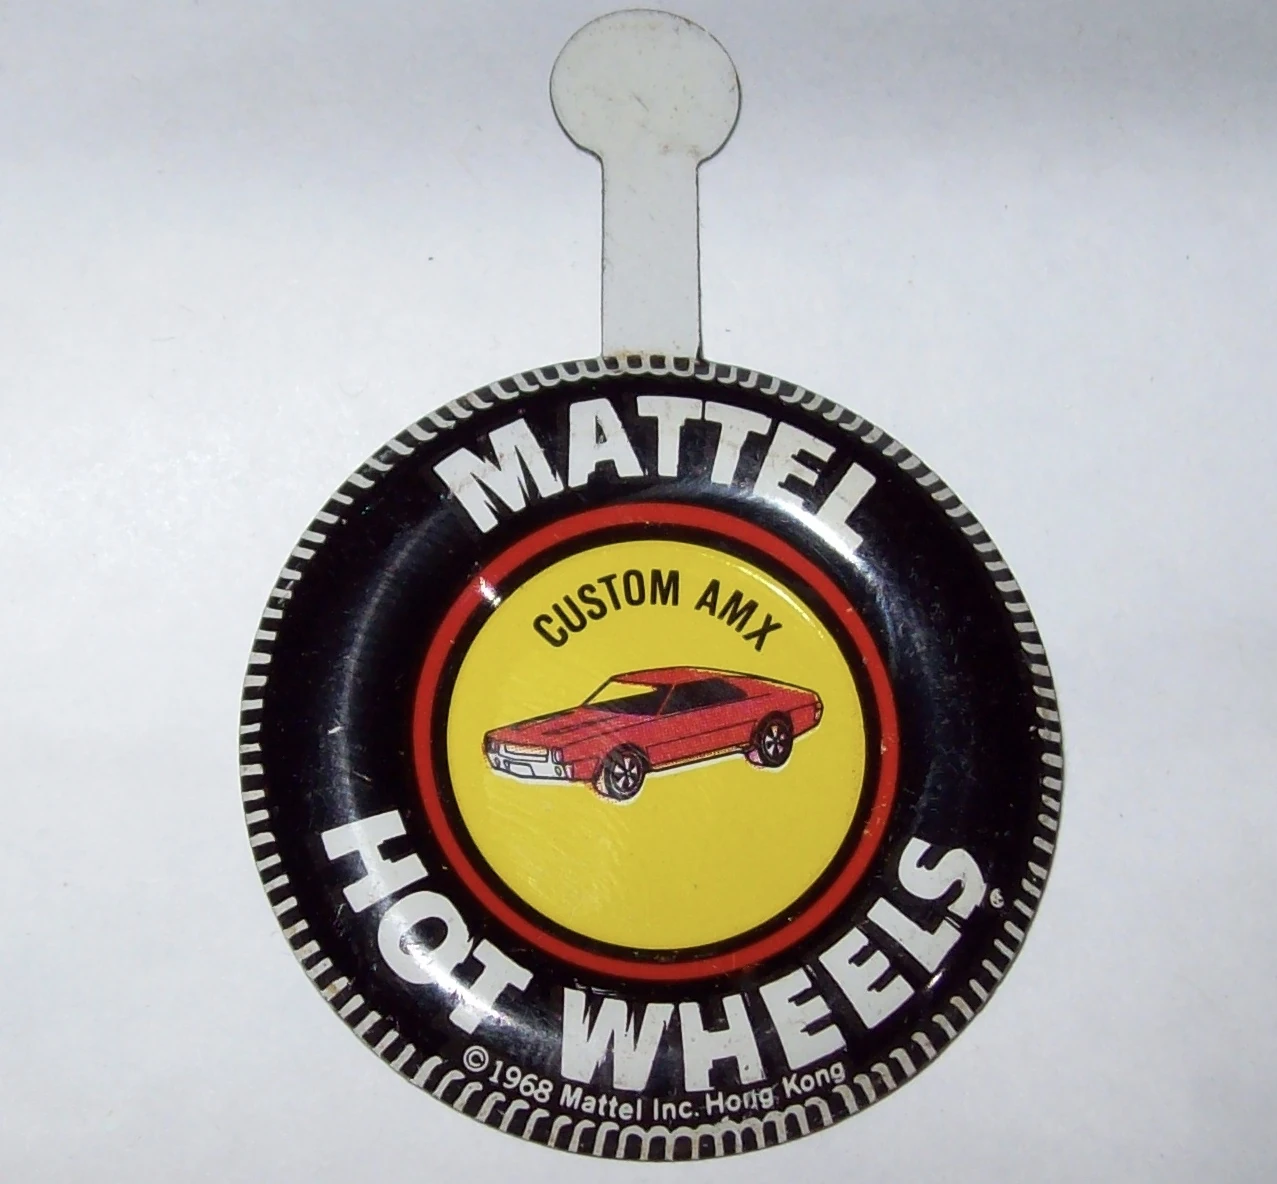 MATTEL
CUSTOM AMX
HOT WHEELS®
©1968 Mattel Inc. Hong Kong